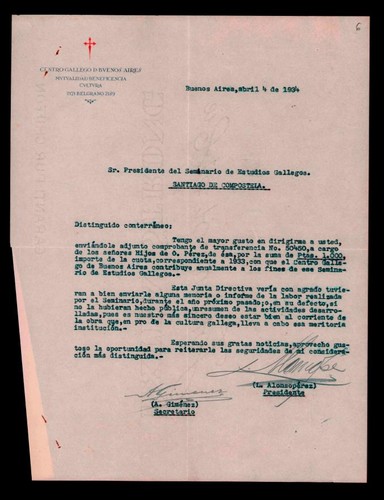 6
CENTRO GALLEGO D BUENOS AIRES
MUTUALIDAD BENEFICENCIA
CULTURA
BELGRANO
Buenos Aires, abril 4 de 1934
Sr. Presidente del Seminario de Estudios Gallegos.
SANTIAGO DE COMPOSTELA.
Distinguido conterráneo:
Tengo el mayor gusto en dirigirme a usted,
enviándole adjunto comprobante de transferencia No. 50450, a cargo
de los señores Hijos de O. Pérez, de ésa, por la suma de Ptas. 1.000.
importe de la cuota correspondiente a 1933, con que el Centro Galle-
go de Buenos Aires contribuye anualmente a los fines de ese Semina-
rio de Estudios Gallegos.
Esta Junta Directiva vería con agrado tuvie-
ran a bien enviarle alguna memoria o informe de la labor realizada
por el Seminario, durante el año próximo pasado; o, en su defecto, si
no la hubieran hecho pública, un resumen de las actividades desarro-
lladas, pues es nuestro más sincero deseo estar bien al corriente de
la obra que, en pro de la cultura gallega, lleva a cabo esa meritoria
institución.
Esperando sus gratas noticias, aprovecho gus-
toso la oportunidad para reiterarle las seguridades de mi considera-
ción más distinguida.
AGimenez
(A. Giménez)
Secretario
(L. Alonsopérez)
Presidente